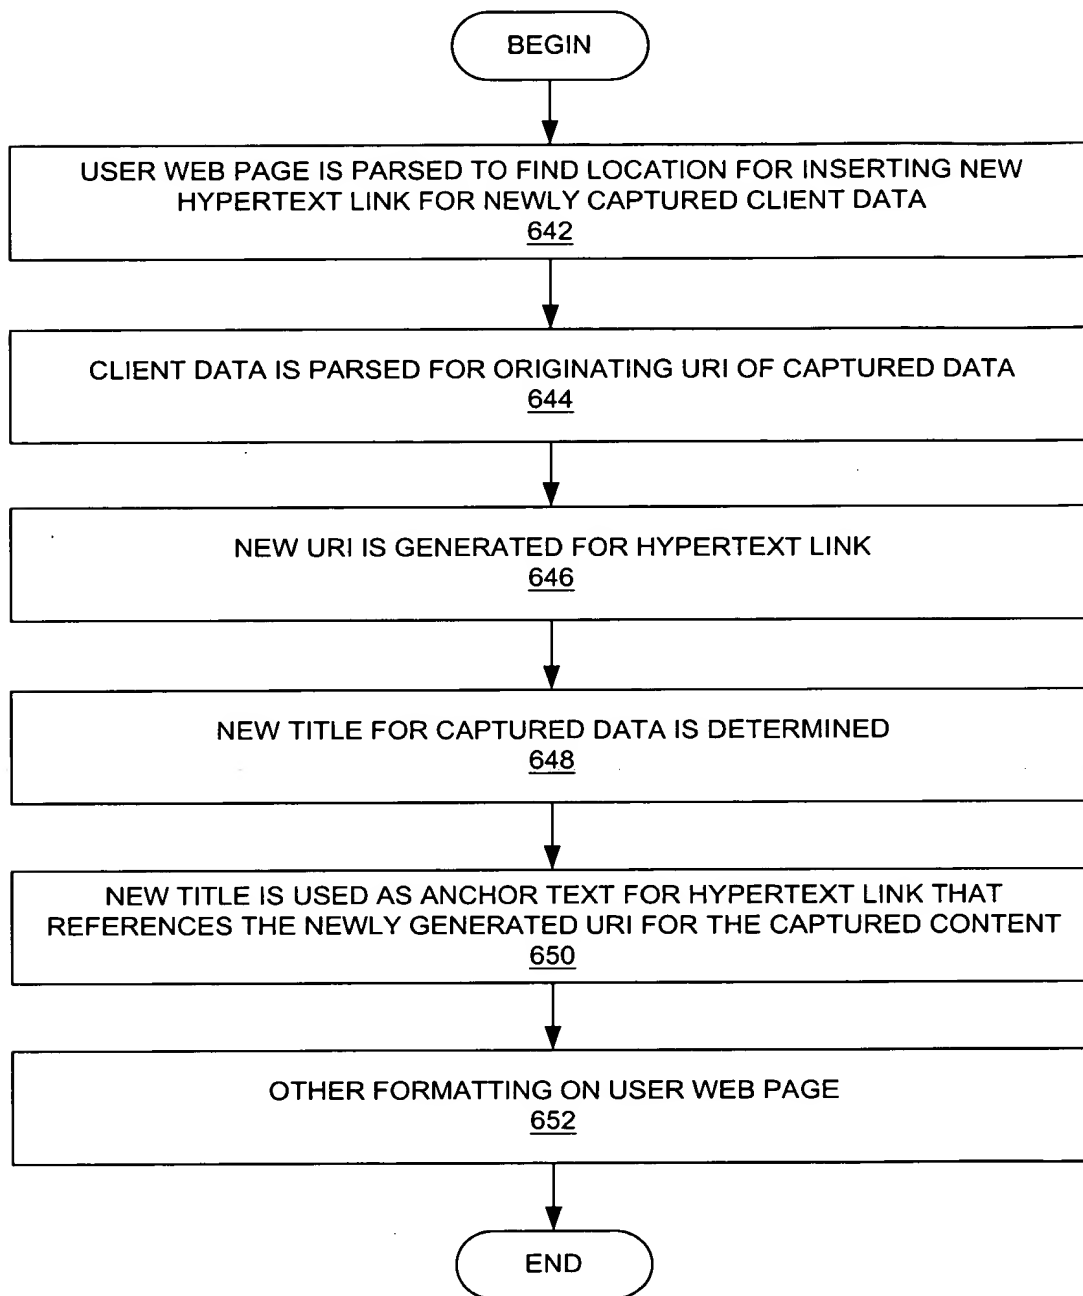 BEGIN
USER WEB PAGE IS PARSED TO FIND LOCATION FOR INSERTING NEW
HYPERTEXT LINK FOR NEWLY CAPTURED CLIENT DATA
642
CLIENT DATA IS PARSED FOR ORIGINATING URI OF CAPTURED DATA
644
NEW URI IS GENERATED FOR HYPERTEXT LINK
646
NEW TITLE FOR CAPTURED DATA IS DETERMINED
648
NEW TITLE IS USED AS ANCHOR TEXT FOR HYPERTEXT LINK THAT
REFERENCES THE NEWLY GENERATED URI FOR THE CAPTURED CONTENT
650
OTHER FORMATTING ON USER WEB PAGE
652
END